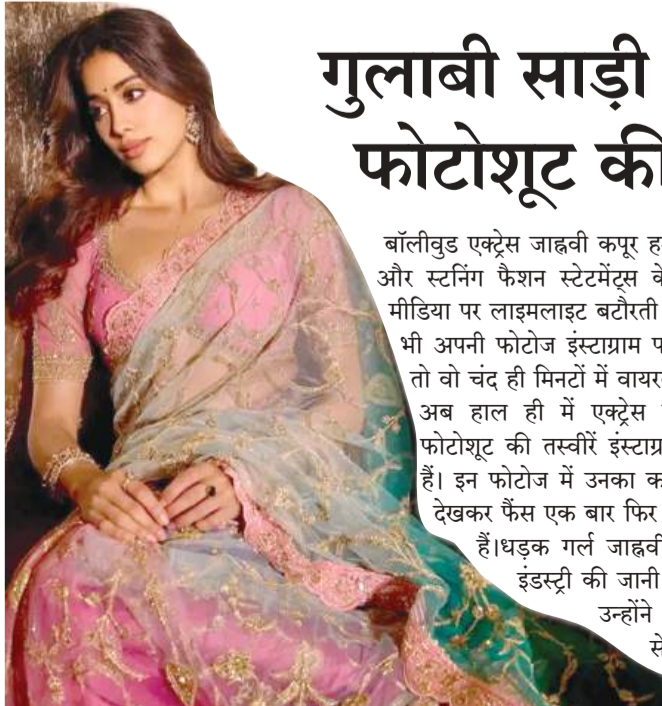 गुलाबी साड़ी
फोटोशूट की
बॉलीवुड एक्ट्रेस जाह्नवी कपूर
और स्टनिंग फैशन स्टेटमेंट्स
मीडिया पर लाइमलाइट बटौरती
भी अपनी फोटोज इंस्टाग्राम
तो वो चंद ही मिनटों में
अब हाल ही में एक्ट्रेस
फोटोशूट की तस्वीरें
हैं। इन फोटोज में उनका
देखकर फैंस एक बार फिर
हैं।धड़क गर्ल जाह्नवी
इंडस्ट्री की जानी
उन्होंने
से